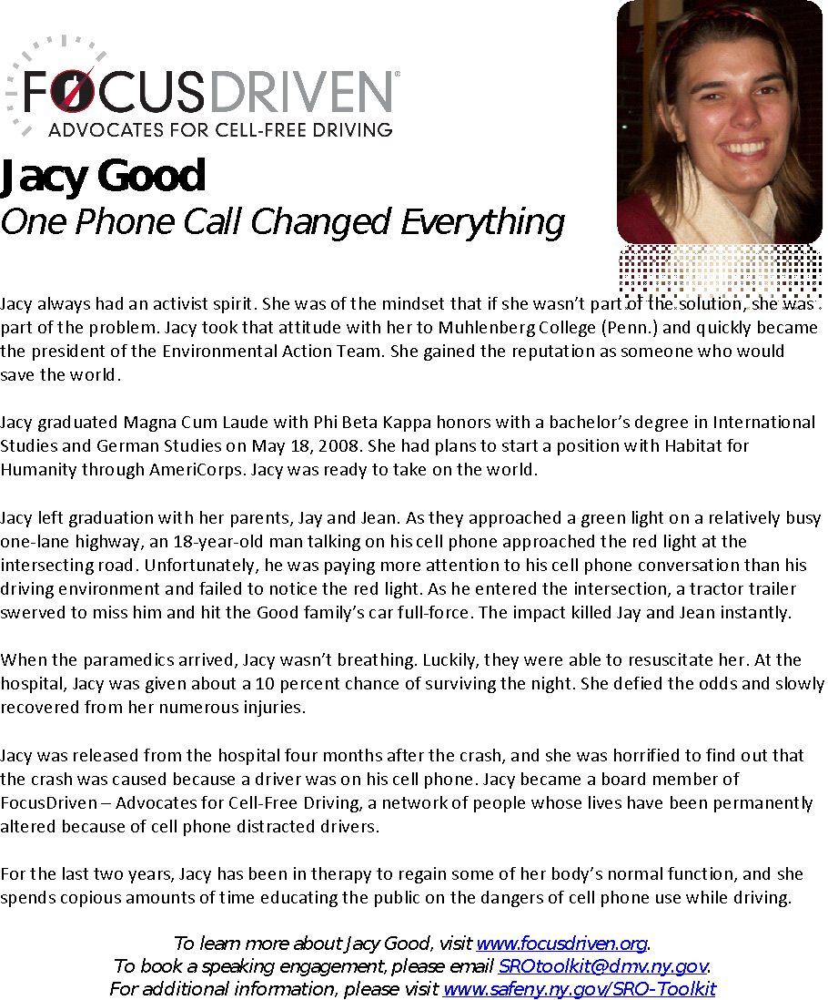 FOCUSDRIVEN®
ADVOCATES FOR CELL-FREE DRIVING
Jacy Good
One Phone Call Changed Everything
Jacy always had an activist spirit. She was of the mindset that if she wasn’t part of the solution, she was
part of the problem. Jacy took that attitude with her to Muhlenberg College (Penn.) and quickly became
the president of the Environmental Action Team. She gained the reputation as someone who would
save the world.
Jacy graduated Magna Cum Laude with Phi Beta Kappa honors with a bachelor’s degree in International
Studies and German Studies on May 18, 2008. She had plans to start a position with Habitat for
Humanity through AmeriCorps. Jacy was ready to take on the world.
Jacy left graduation with her parents, Jay and Jean. As they approached a green light on a relatively busy
one-lane highway, an 18-year-old man talking on his cell phone approached the red light at the
intersecting road. Unfortunately, he was paying more attention to his cell phone conversation than his
driving environment and failed to notice the red light. As he entered the intersection, a tractor trailer
swerved to miss him and hit the Good family’s car full-force. The impact killed Jay and Jean instantly.
When the paramedics arrived, Jacy wasn’t breathing. Luckily, they were able to resuscitate her. At the
hospital, Jacy was given about a 10 percent chance of surviving the night. She defied the odds and slowly
recovered from her numerous injuries.
Jacy was released from the hospital four months after the crash, and she was horrified to find out that
the crash was caused because a driver was on his cell phone. Jacy became a board member of
FocusDriven – Advocates for Cell-Free Driving, a network of people whose lives have been permanently
altered because of cell phone distracted drivers.
For the last two years, Jacy has been in therapy to regain some of her body’s normal function, and she
spends copious amounts of time educating the public on the dangers of cell phone use while driving.
To learn more about Jacy Good, visit www.focusdriven.org.
To book a speaking engagement, please email SROtoolkit@dmv.ny.gov.
For additional information, please visit www.safeny.ny.gov/SRO-Toolkit